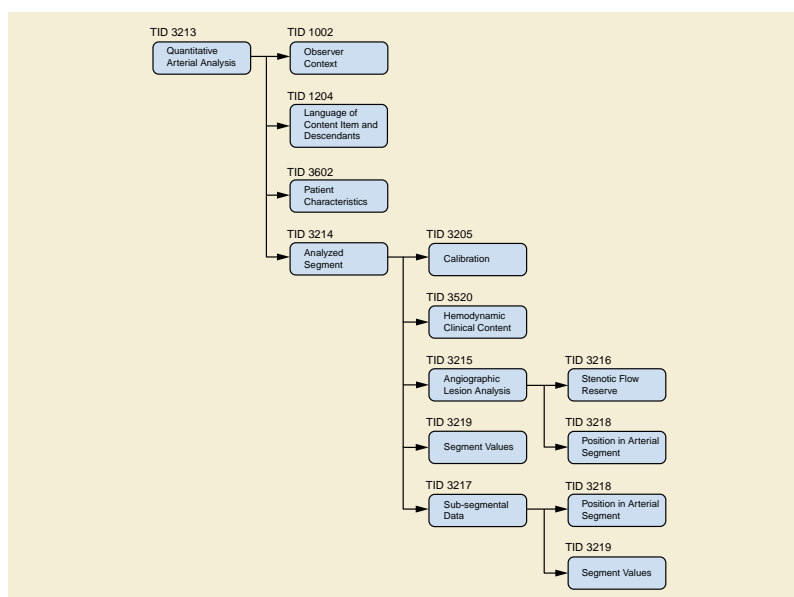 TID 3213
Quantitative
Arterial Analysis
TID 1002
Observer
Context
TID 1204
Language of
Content Item and
Descendants
TID 3602
Patient
Characteristics
TID 3214
Analyzed
Segment
TID 3205
Calibration
TID 3520
Hemodynamic
Clinical Content
TID 3215
Angiographic
Lesion Analysis
TID 3216
Stenotic Flow
Reserve
TID 3218
Position in Arterial
Segment
TID 3219
Segment Values
TID 3217
Sub-segmental
Data
TID 3218
Position in Arterial
Segment
TID 3219
Segment Values